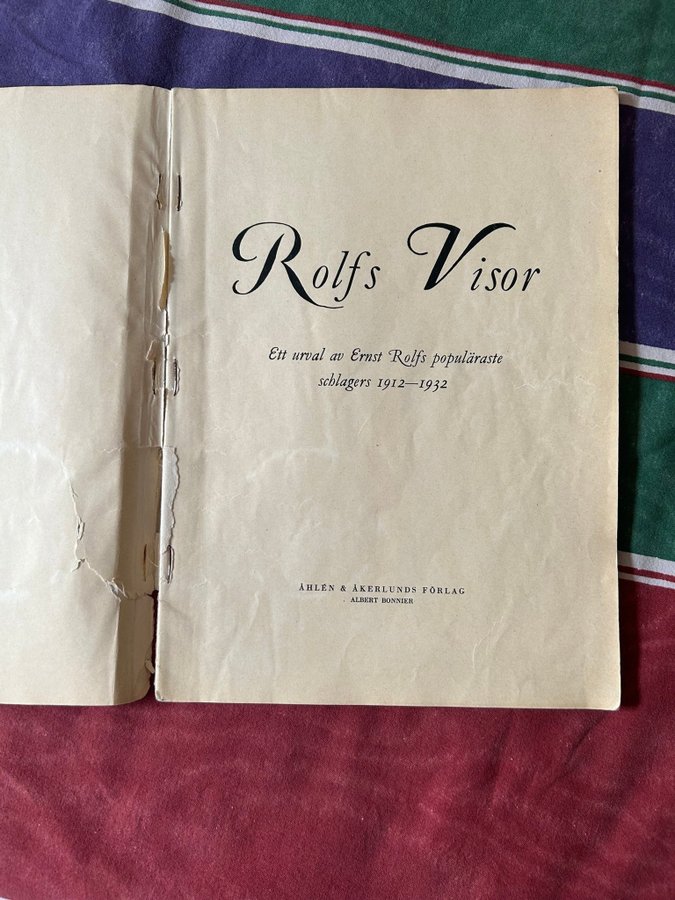 Rolfs Visor
Ett urval av Ernst Rolfs populäraste
schlagers 1912—1932
ÅHLÉN & ÅKERLUNDS FÖRLAG
ALBERT BONNIER